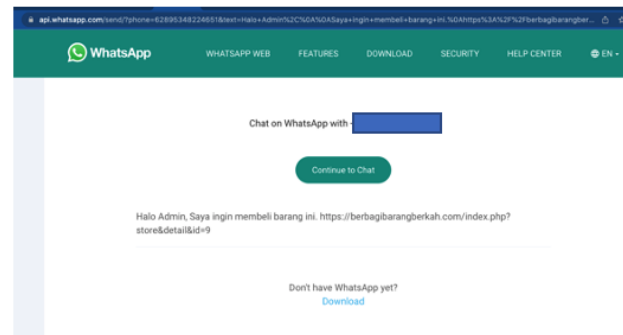 api.whatsapp.com/send/?phone=62895348224651&text=Halo+Admin%2C%0A%0ASaya+ingin+membeli+barang+ini.%0Ahttps%3A%2F%2Fberbagibarangber...
WhatsApp WHATSAPP WEB FEATURES DOWNLOAD SECURITY HELP CENTER EN
Chat on WhatsApp with
Continue to Chat
Halo Admin, Saya ingin membeli barang ini. https://berbagibarangberkah.com/index.php?
store&detail&id=9
Don't have WhatsApp yet?
Download